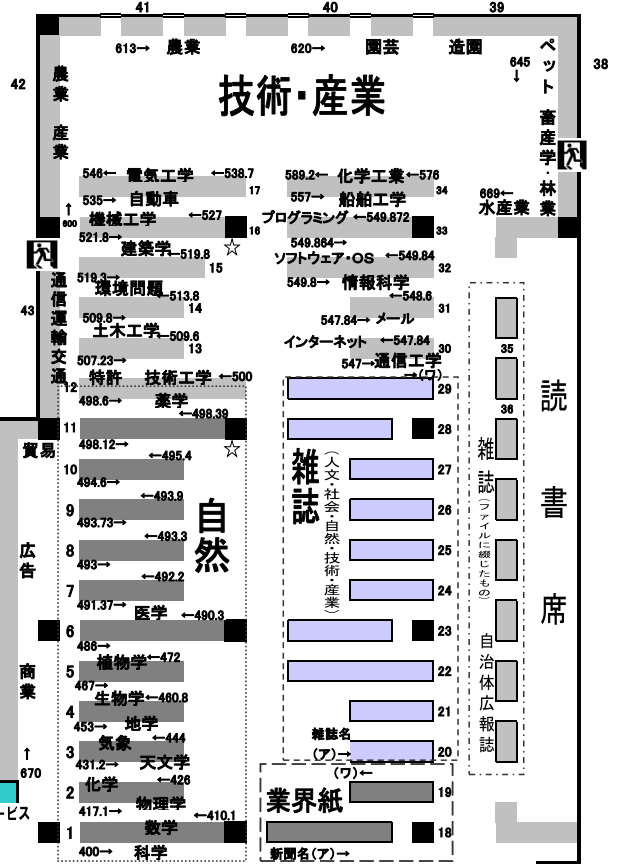 41 40 39
613→ 農業 620→ 園芸 造園
ペット 畜産学・林業
645
↓
42
38
農業 産業
技術・産業
546← 電気工学 ←538.7
17
535→ 自動車
589.2← 化学工業 ←576
34
557→ 船舶工学
669←
水産業
↑
600
機械工学 ←527
16
521.8→
☆
プログラミング ←549.872
33
549.864→
建築学
←519.8
15
519.3→
ソフトウェア・OS ←549.84
32
549.8→ 情報科学
43
通信運輸交通
環境問題
←513.8
14
509.8→
←548.6
31
547.84→ メール
土木工学
←509.6
13
507.23→
インターネット ←547.84
30
547→通信工学
→(ワ)
35
36
12
特許 技術工学 ←500
498.6→ 薬学
29
11
←498.39
498.12→
☆
28
貿易
10
←495.4
494.6→
27
9
←493.9
493.73→
26
8
←493.3
493→
25
7
←492.2
491.37→
24
医学
6
←490.3
486→
23
自然
雑誌
(人文・社会・自然・技術・産業)
雑誌
(ファイルに綴じたもの)
自治体広報誌
読書席
広告
商業
↑
670
5
植物学 ←472
467→
22
4
生物学 ←460.8
453→ 地学
21
3
気象 ←444
431.2→ 天文学
雑誌名
(ア)→
20
(ワ)←
2
化学 ←426
417.1→ 物理学
業界紙
19
ービス
1
←410.1
数学
400→ 科学
18
新聞名(ア)→